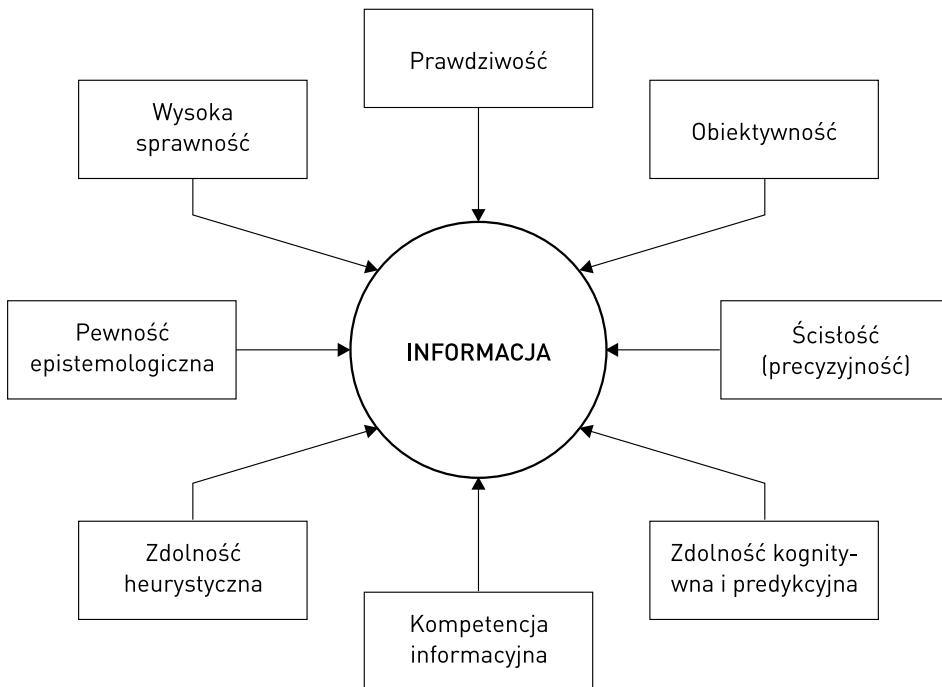 Prawdziwość
Wysoka
sprawność
Obiektywność
Pewność
epistemologiczna
INFORMACJA
Ścisłość
(precyzyjność)
Zdolność
heurystyczna
Zdolność kognity-
wna i predykcyjna
Kompetencja
informacyjna